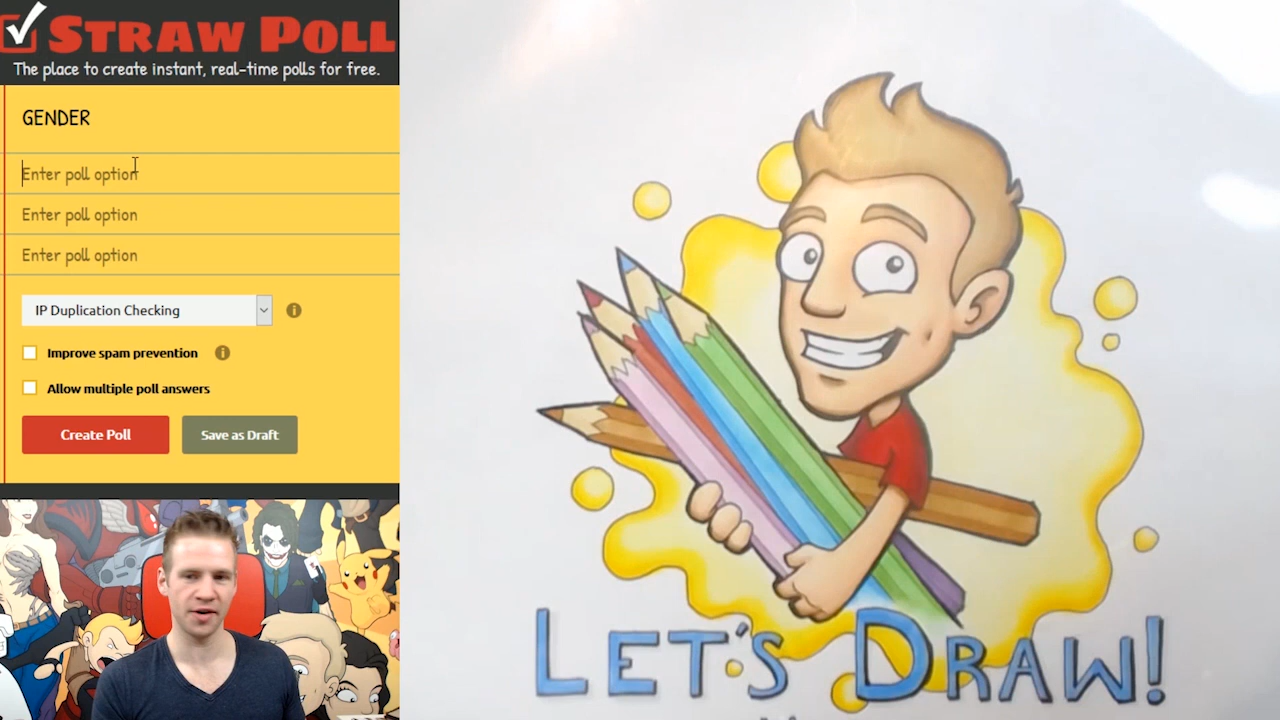 STRAW POLL
The place to create instant, real-time polls for free.
GENDER
Enter poll option
Enter poll option
Enter poll option
IP Duplication Checking
Improve spam prevention
Allow multiple poll answers
Create Poll
Save as Draft
LET'S DRAW!